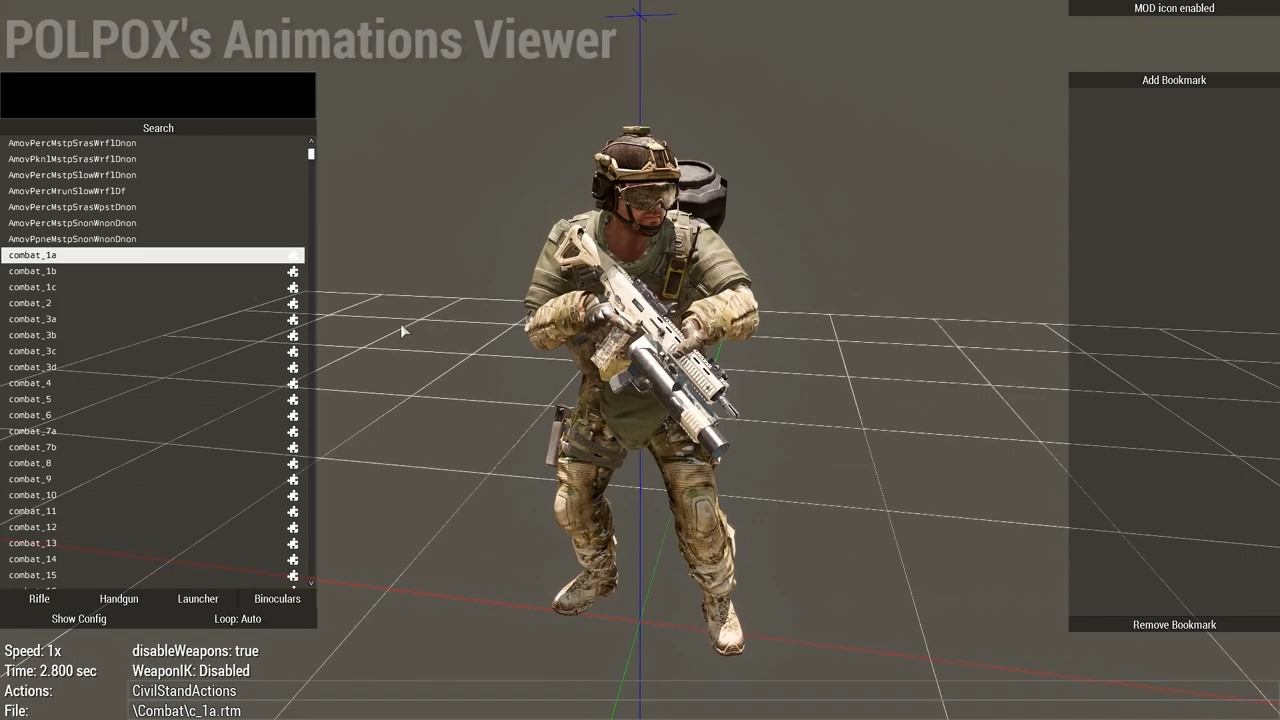 POLPOX's Animations Viewer
MOD icon enabled
Add Bookmark
Search
AmovPercMstpSrasWrflDnon
AmovPknlMstpSrasWrflDnon
AmovPercMstpSlowWrflDnon
AmovPercMrunSlowWrflDf
AmovPercMstpSrasWpstDnon
AmovPercMstpSnonWnonDnon
AmovPpneMstpSnonWnonDnon
combat_1a
combat_1b
combat_1c
combat_2
combat_3a
combat_3b
combat_3c
combat_3d
combat_4
combat_5
combat_6
combat_7a
combat_7b
combat_8
combat_9
combat_10
combat_11
combat_12
combat_13
combat_14
combat_15
Rifle Handgun Launcher Binoculars
Show Config Loop: Auto
Remove Bookmark
Speed: 1x disableWeapons: true
Time: 2.800 sec WeaponIK: Disabled
Actions: CivilStandActions
File: \Combat\c_1a.rtm